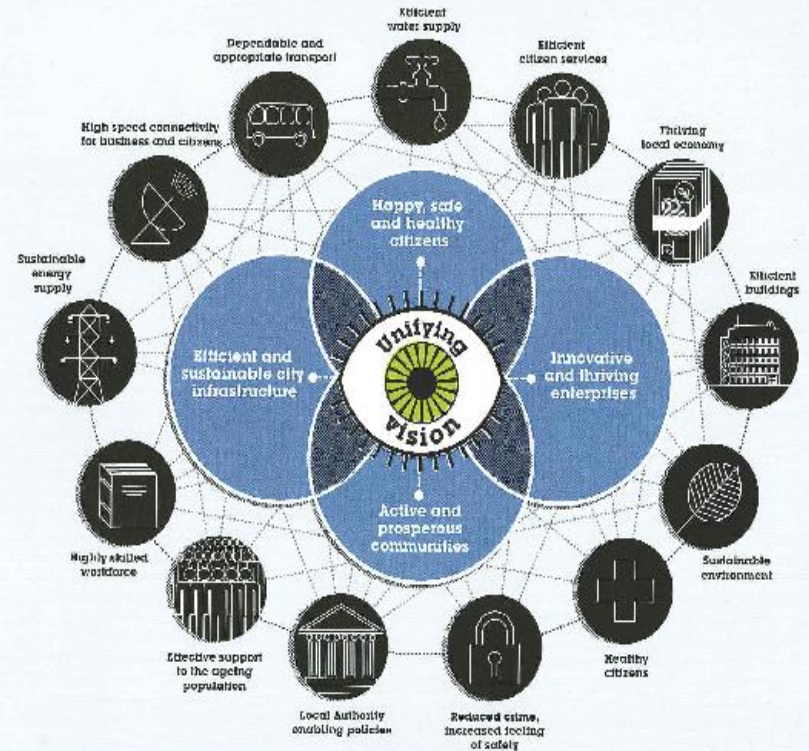 Efficient
water supply
Efficient
citizen services
Thriving
local economy
Efficient
buildings
Sustainable
environment
Healthy
citizens
Reduced crime,
increased feeling
of safety
Local Authority
enabling policies
Effective support
to the ageing
population
Highly skilled
workforce
Sustainable
energy
supply
High speed connectivity
for business and citizens
Dependable and
appropriate transport
Happy, safe
and healthy
citizens
Efficient and
sustainable city
infrastructure
Unifying
vision
Innovative
and thriving
enterprises
Active and
prosperous
communities